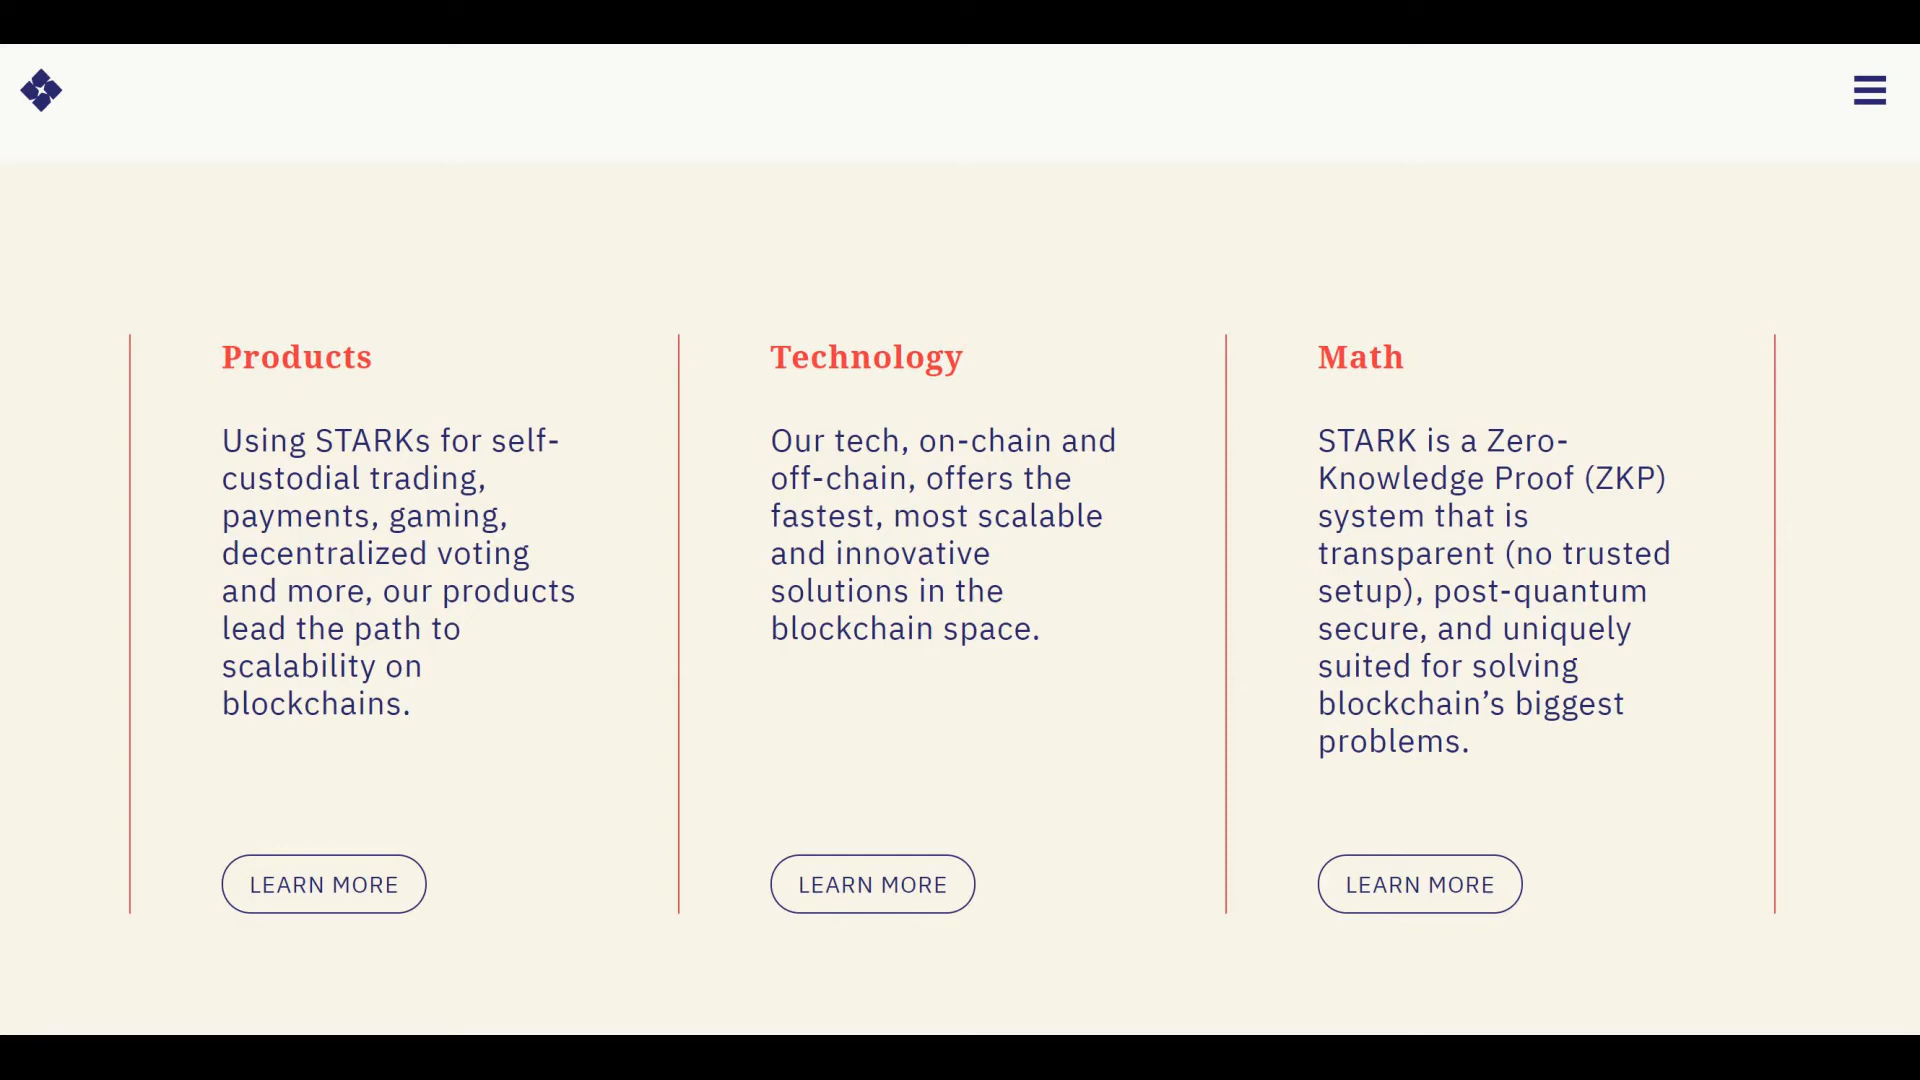 Products
Using STARKs for self-
custodial trading,
payments, gaming,
decentralized voting
and more, our products
lead the path to
scalability on
blockchains.
LEARN MORE
Technology
Our tech, on-chain and
off-chain, offers the
fastest, most scalable
and innovative
solutions in the
blockchain space.
LEARN MORE
Math
STARK is a Zero-
Knowledge Proof (ZKP)
system that is
transparent (no trusted
setup), post-quantum
secure, and uniquely
suited for solving
blockchain’s biggest
problems.
LEARN MORE